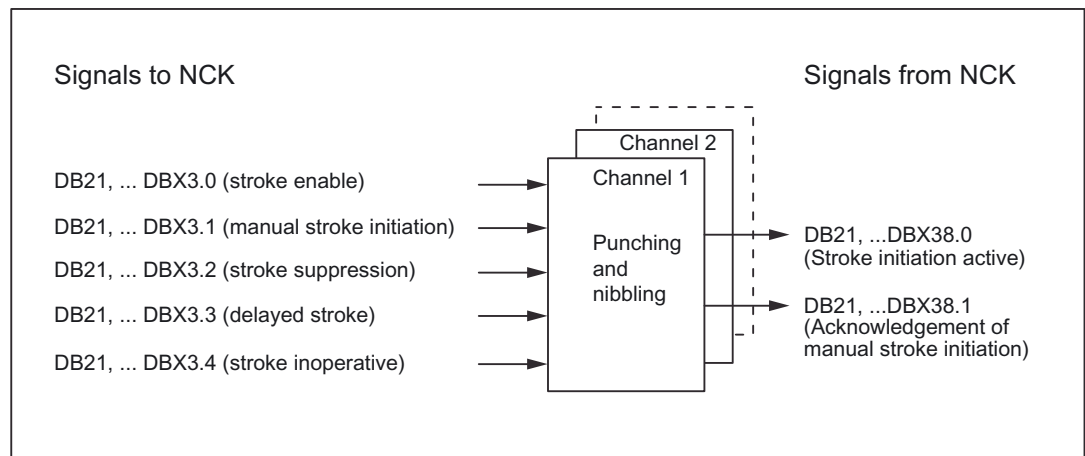 Signals to NCK
Signals from NCK
DB21, ... DBX3.0 (stroke enable)
DB21, ... DBX3.1 (manual stroke initiation)
DB21, ... DBX3.2 (stroke suppression)
DB21, ... DBX3.3 (delayed stroke)
DB21, ... DBX3.4 (stroke inoperative)
Channel 2
Channel 1
Punching
and
nibbling
DB21, ...DBX38.0
(Stroke initiation active)
DB21, ...DBX38.1
(Acknowledgement of
manual stroke initiation)